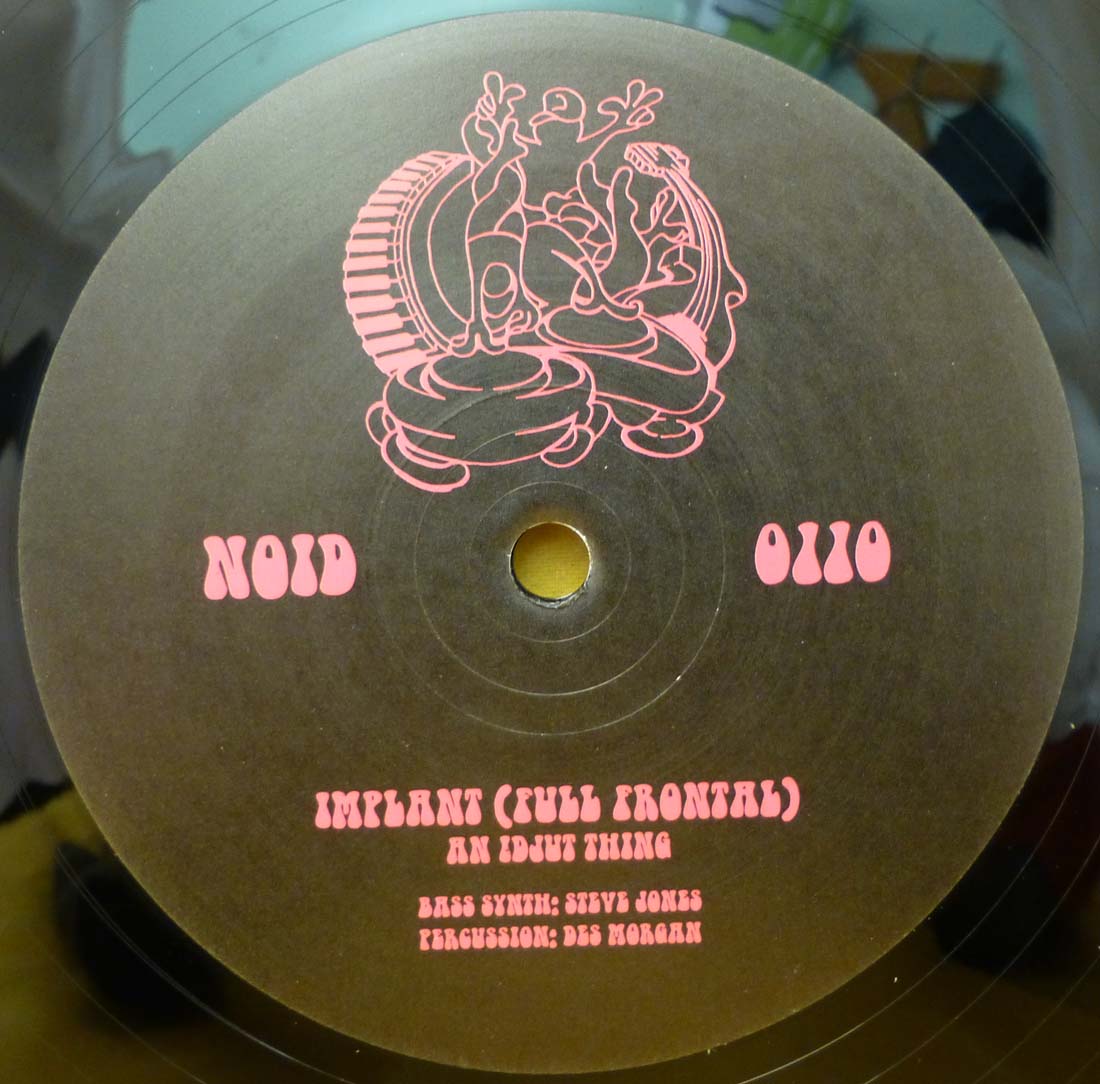 NOID
0110
IMPLANT (FULL FRONTAL)
AN IDJUT THING
BASS SYNTH: STEVE JONES
PERCUSSION: DES MORGAN